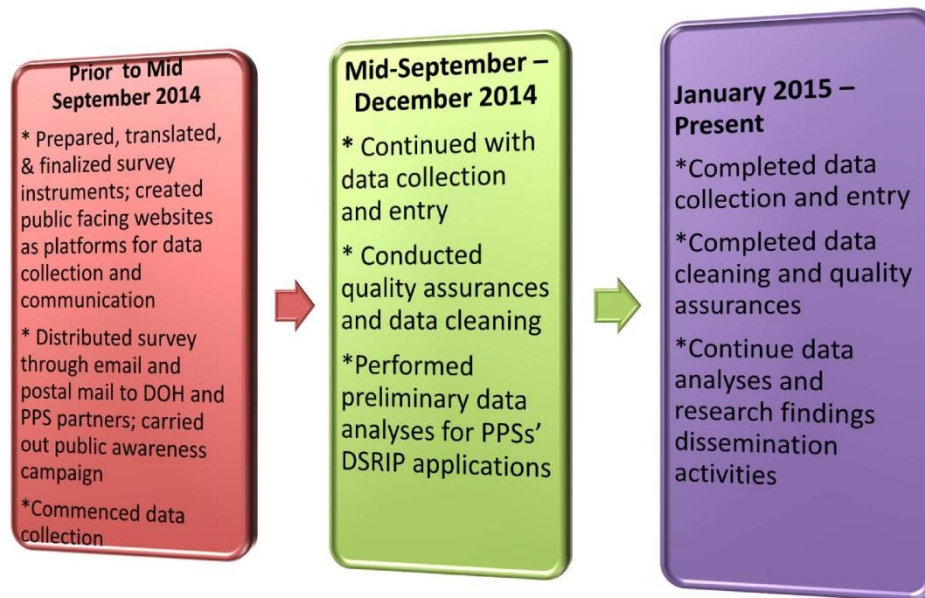 Prior to Mid
September 2014
* Prepared, translated,
& finalized survey
instruments; created
public facing websites
as platforms for data
collection and
communication
* Distributed survey
through email and
postal mail to DOH and
PPS partners; carried
out public awareness
campaign
*Commenced data
collection
Mid-September –
December 2014
* Continued with
data collection
and entry
* Conducted
quality assurances
and data cleaning
*Performed
preliminary data
analyses for PPSs’
DSRIP applications
January 2015 –
Present
*Completed data
collection and entry
*Completed data
cleaning and quality
assurances
*Continue data
analyses and
research findings
dissemination
activities